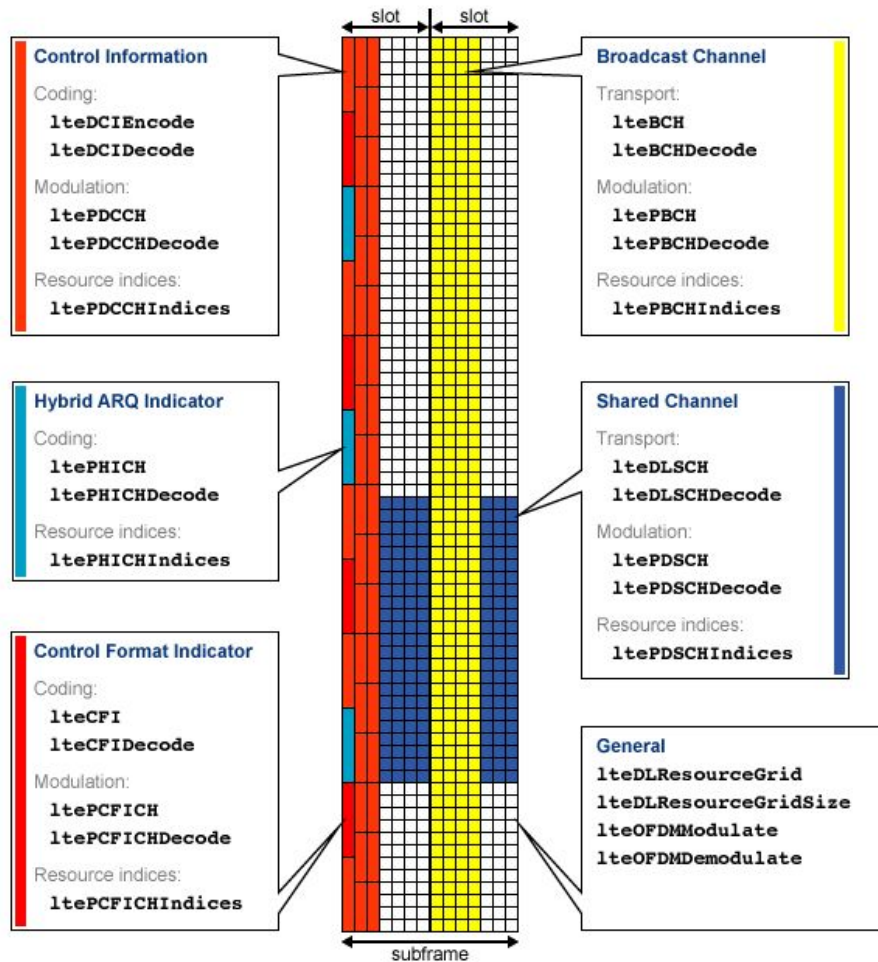 slot
slot
Control Information
Coding:
lteDCIEncode
lteDCIDecode
Modulation:
ltePDCCH
ltePDCCHDecode
Resource indices:
ltePDCCHIndices
Hybrid ARQ Indicator
Coding:
ltePHICH
ltePHICHDecode
Resource indices:
ltePHICHIndices
Control Format Indicator
Coding:
lteCFI
lteCFIDecode
Modulation:
ltePCFICH
ltePCFICHDecode
Resource indices:
ltePCFICHIndices
Broadcast Channel
Transport:
lteBCH
lteBCHDecode
Modulation:
ltePBCH
ltePBCHDecode
Resource indices:
ltePBCHIndices
Shared Channel
Transport:
lteDLSCH
lteDLSCHDecode
Modulation:
ltePDSCH
ltePDSCHDecode
Resource indices:
ltePDSCHIndices
General
lteDLResourceGrid
lteDLResourceGridSize
lteOFDMModulate
lteOFDMDemodulate
subframe